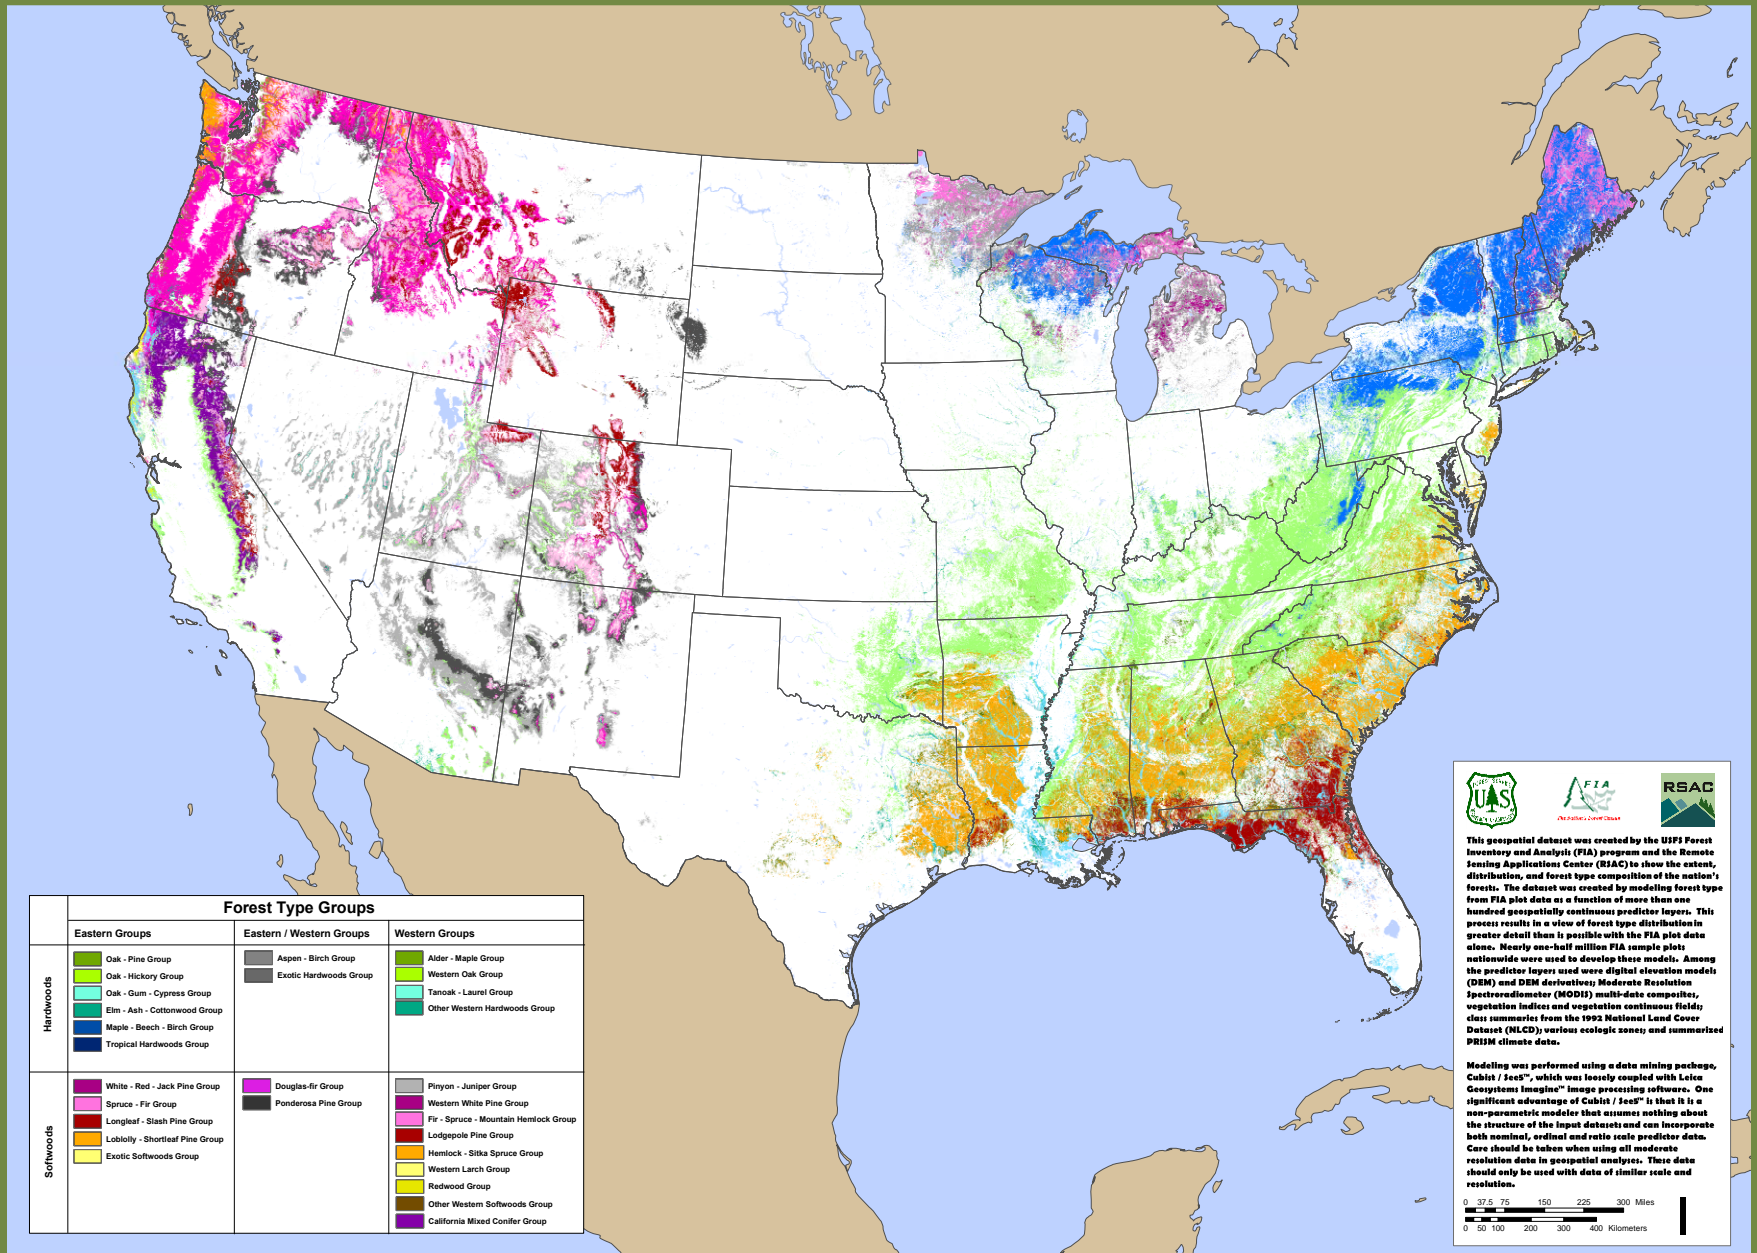 Forest Type Groups
Eastern Groups
Eastern / Western Groups
Western Groups
Hardwoods
Oak - Pine Group
Oak - Hickory Group
Oak - Gum - Cypress Group
Elm - Ash - Cottonwood Group
Maple - Beech - Birch Group
Tropical Hardwoods Group
Aspen - Birch Group
Exotic Hardwoods Group
Alder - Maple Group
Western Oak Group
Tanoak - Laurel Group
Other Western Hardwoods Group
Softwoods
White - Red - Jack Pine Group
Spruce - Fir Group
Longleaf - Slash Pine Group
Loblolly - Shortleaf Pine Group
Exotic Softwoods Group
Douglas-fir Group
Ponderosa Pine Group
Pinyon - Juniper Group
Western White Pine Group
Fir - Spruce - Mountain Hemlock Group
Lodgepole Pine Group
Hemlock - Sitka Spruce Group
Western Larch Group
Redwood Group
Other Western Softwoods Group
California Mixed Conifer Group
UAS
FIA
The Nation's Forest Census
RSAC
This geospatial dataset was created by the USFS Forest
Inventory and Analysis (FIA) program and the Remote
Sensing Applications Center (RSAC) to show the extent,
distribution, and forest type composition of the nation's
forests. The dataset was created by modeling forest type
from FIA plot data as a function of more than one
hundred geospatially continuous predictor layers. This
process results in a view of forest type distribution in
greater detail than is possible with the FIA plot data
alone. Nearly one-half million FIA sample plots
nationwide were used to develop these models. Among
the predictor layers used were digital elevation models
(DEM) and DEM derivatives; Moderate Resolution
Spectroradiometer (MODIS) multi-date composites,
vegetation indices and vegetation continuous fields;
class summaries from the 1992 National Land Cover
Dataset (NLCD); various ecologic zones; and summarized
PRISM climate data.
Modeling was performed using a data mining package,
Cubist / See5™, which was loosely coupled with Leica
Geosystems Imagine™ image processing software. One
significant advantage of Cubist / See5™ is that it is a
non-parametric modeler that assumes nothing about
the structure of the input datasets and can incorporate
both nominal, ordinal and ratio scale predictor data.
Care should be taken when using all moderate
resolution data in geospatial analyses. These data
should only be used with data of similar scale and
resolution.
0 37.5 75 150 225 300 Miles
0 50 100 200 300 400 Kilometers